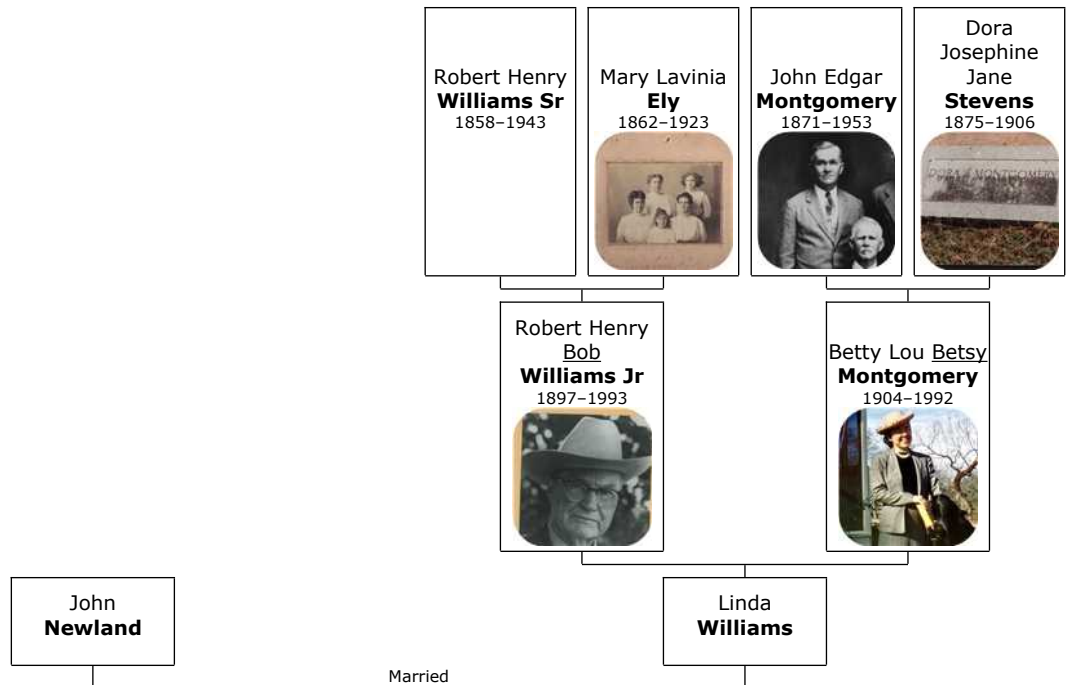 Robert Henry
Williams Sr
1858–1943
Mary Lavinia
Ely
1862–1923
John Edgar
Montgomery
1871–1953
Dora
Josephine
Jane
Stevens
1875–1906
DORA J MONTGOMERY
Robert Henry
Bob
Williams Jr
1897–1993
Betty Lou Betsy
Montgomery
1904–1992
John
Newland
Linda
Williams
Married